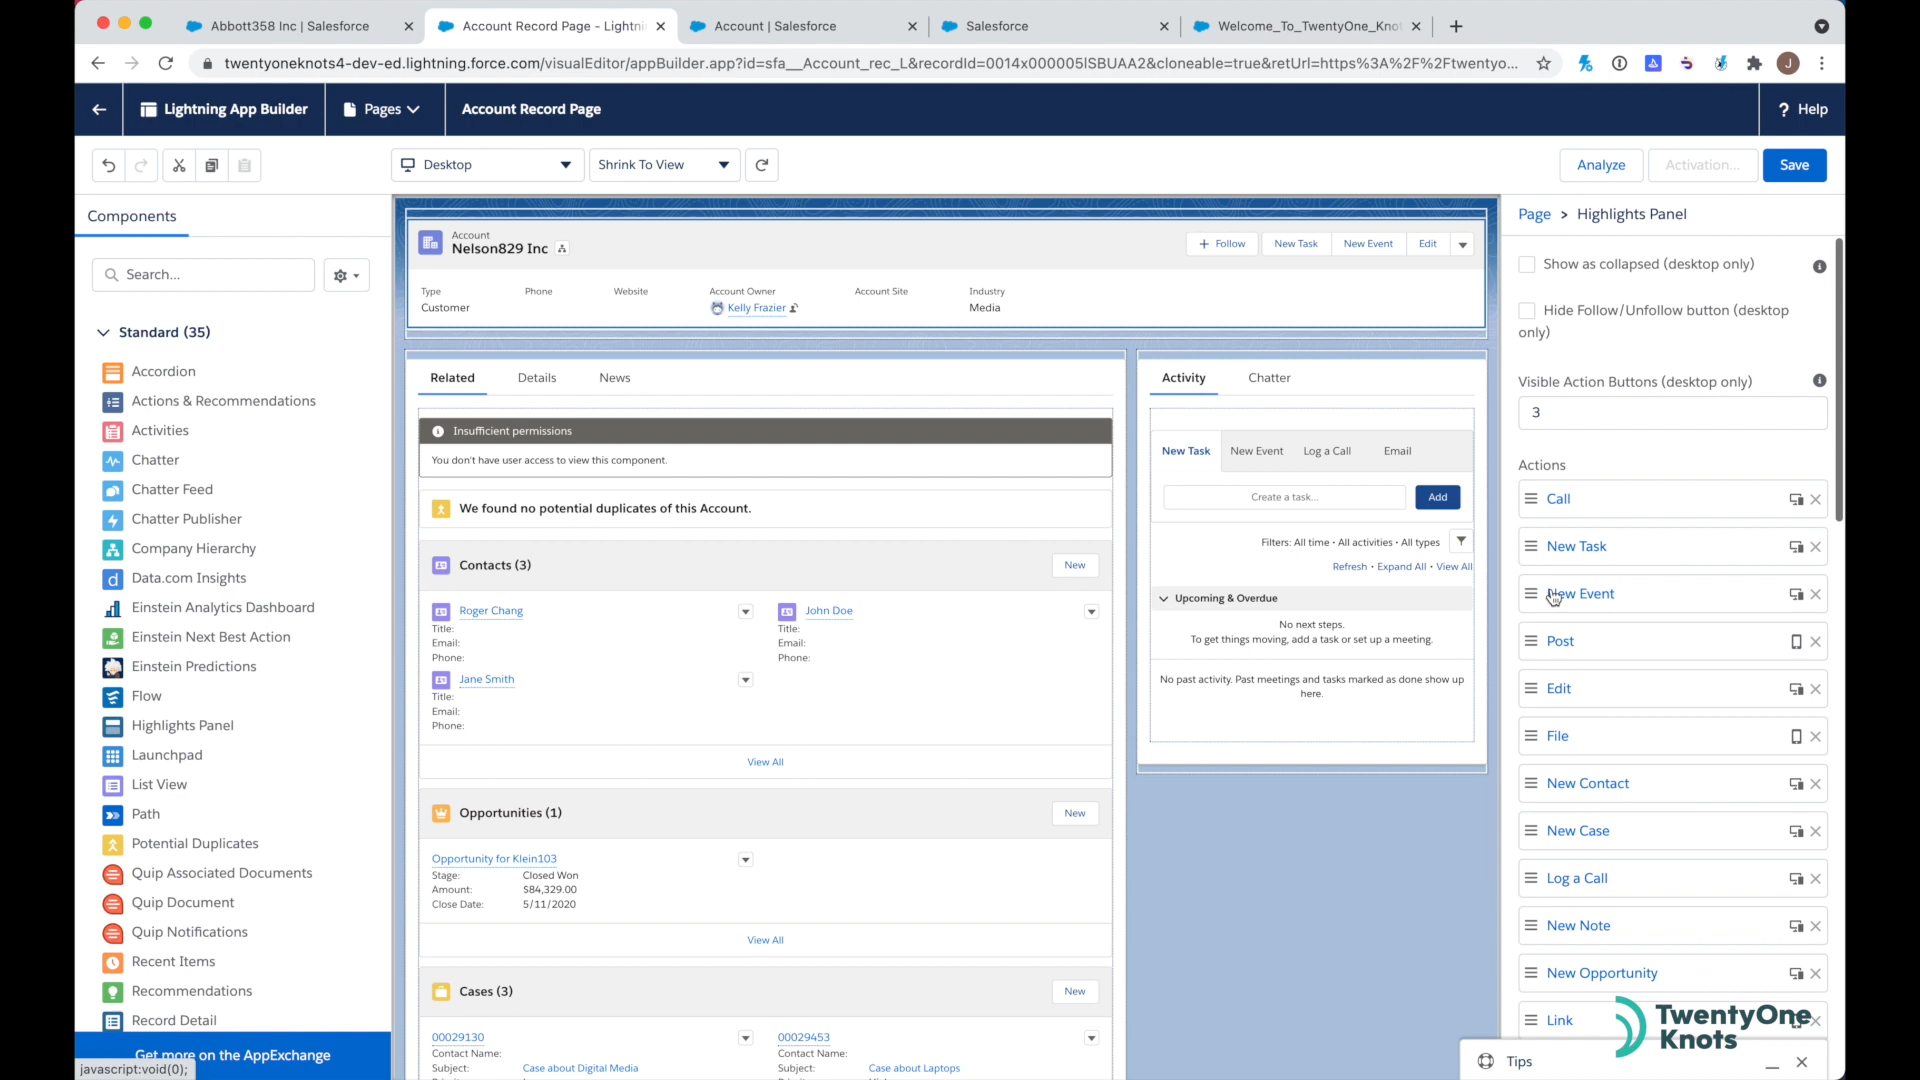 Abbott358 Inc | Salesforce
Account Record Page - Lightni
Account | Salesforce
Salesforce
Welcome_To_TwentyOne_Kno
twentyoneknots4-dev-ed.lightning.force.com/visualEditor/appBuilder.app?id=sfa__Account_rec_L&recordId=0014x000005lSBUAA2&cloneable=true&retUrl=https%3A%2F%2Ftwentyo...
J
Lightning App Builder
Pages
Account Record Page
? Help
Desktop
Shrink To View
Analyze
Activation...
Save
Components
Search...
Standard (35)
Accordion
Actions & Recommendations
Activities
Chatter
Chatter Feed
Chatter Publisher
Company Hierarchy
Data.com Insights
Einstein Analytics Dashboard
Einstein Next Best Action
Einstein Predictions
Flow
Highlights Panel
Launchpad
List View
Path
Potential Duplicates
Quip Associated Documents
Quip Document
Quip Notifications
Recent Items
Recommendations
Record Detail
Get more on the AppExchange
javascript:void(0);
Account
Nelson829 Inc
+ Follow
New Task
New Event
Edit
Type
Phone
Website
Account Owner
Account Site
Industry
Customer
Kelly Frazier
Media
Related
Details
News
Insufficient permissions
You don't have user access to view this component.
We found no potential duplicates of this Account.
Contacts (3)
New
Roger Chang
Title:
Email:
Phone:
John Doe
Title:
Email:
Phone:
Jane Smith
Title:
Email:
Phone:
View All
Opportunities (1)
New
Opportunity for Klein103
Stage: Closed Won
Amount: $84,329.00
Close Date: 5/11/2020
View All
Cases (3)
New
00029130
Contact Name:
Subject: Case about Digital Media
00029453
Contact Name:
Subject: Case about Laptops
Activity
Chatter
New Task
New Event
Log a Call
Email
Create a task...
Add
Filters: All time • All activities • All types
Refresh • Expand All • View All
Upcoming & Overdue
No next steps.
To get things moving, add a task or set up a meeting.
No past activity. Past meetings and tasks marked as done show up
here.
Page > Highlights Panel
Show as collapsed (desktop only)
Hide Follow/Unfollow button (desktop
only)
Visible Action Buttons (desktop only)
3
Actions
Call
New Task
New Event
Post
Edit
File
New Contact
New Case
Log a Call
New Note
New Opportunity
Link
TwentyOne
Knots
Tips